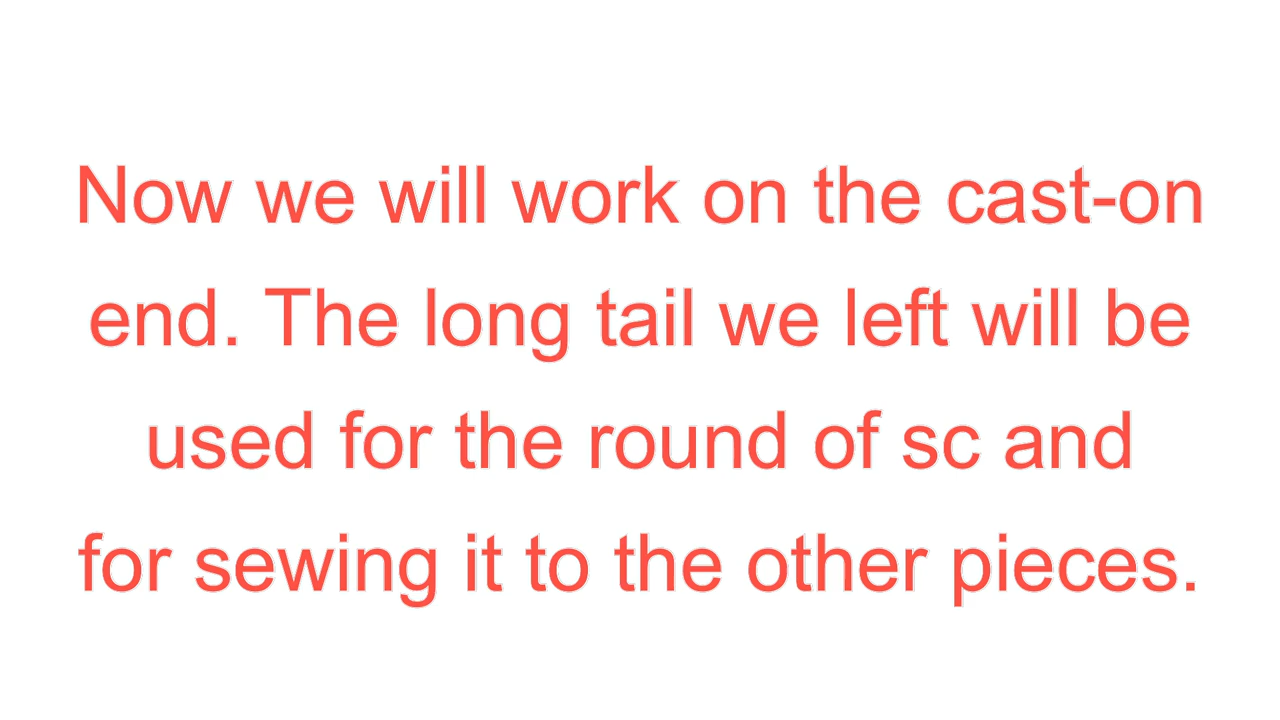 Now we will work on the cast-on
end. The long tail we left will be
used for the round of sc and
for sewing it to the other pieces.